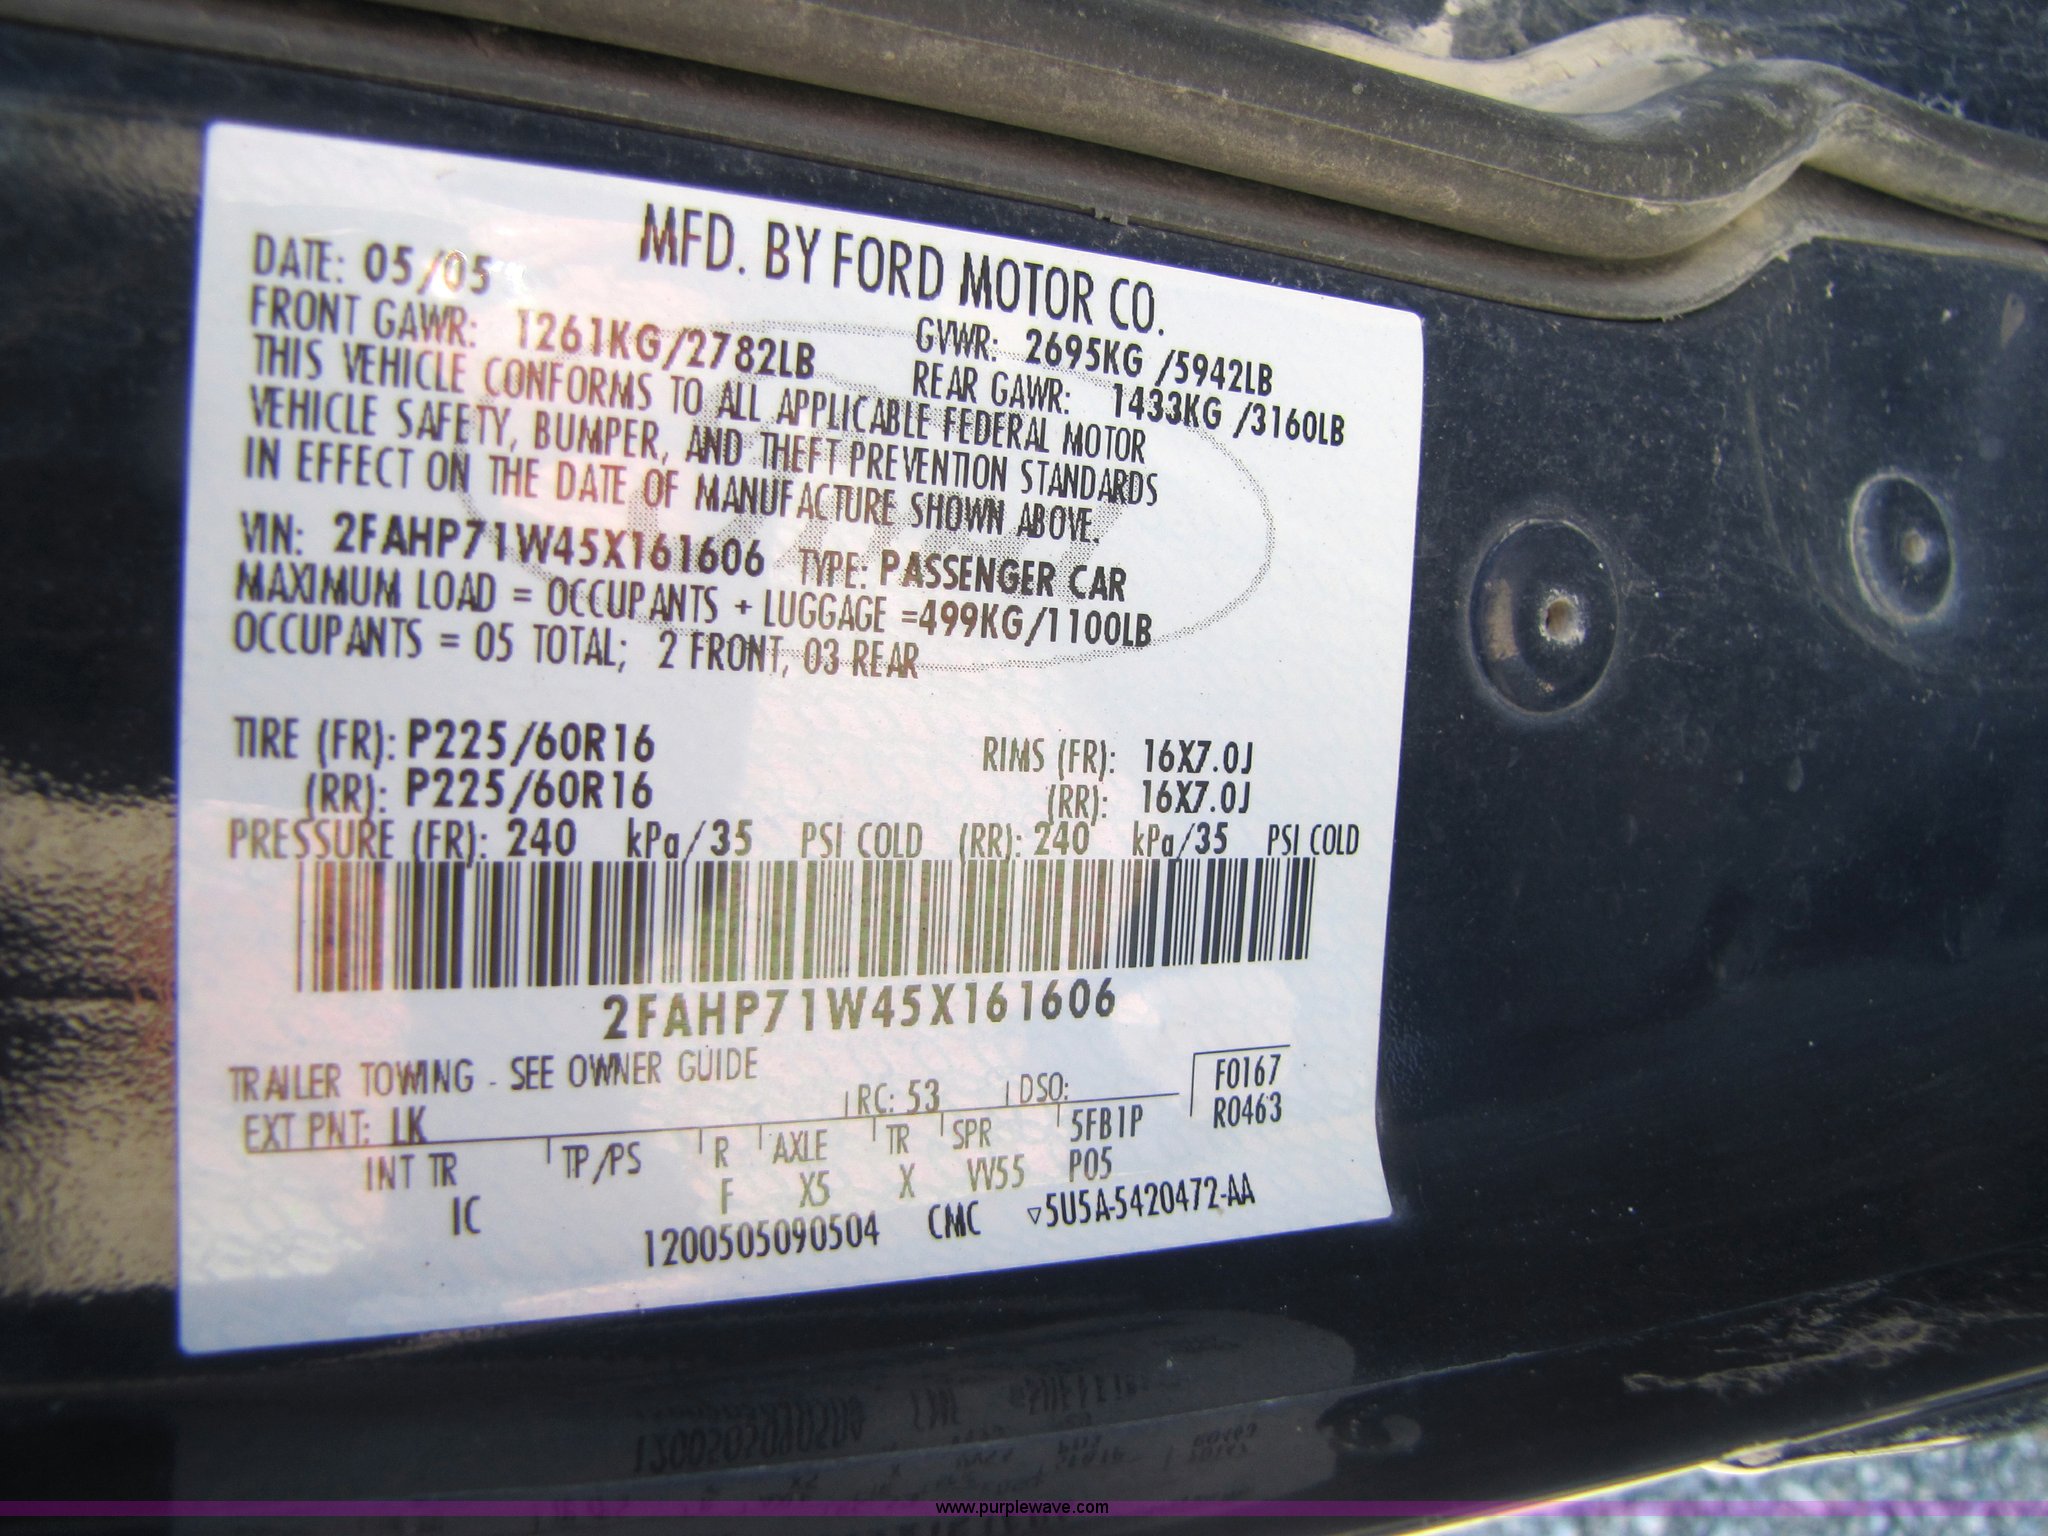 MFD. BY FORD MOTOR CO.
DATE: 05/05
GVWR: 2695KG /5942LB
FRONT GAWR: 1261KG/2782LB
REAR GAWR: 1433KG /3160LB
THIS VEHICLE CONFORMS TO ALL APPLICABLE FEDERAL MOTOR
VEHICLE SAFETY, BUMPER, AND THEFT PREVENTION STANDARDS
IN EFFECT ON THE DATE OF MANUFACTURE SHOWN ABOVE.
VIN: 2FAHP71W45X161606 TYPE: PASSENGER CAR
MAXIMUM LOAD = OCCUPANTS + LUGGAGE =499KG/1100LB
OCCUPANTS = 05 TOTAL; 2 FRONT, 03 REAR
TIRE (FR): P225/60R16 RIMS (FR): 16X7.0J
(RR): P225/60R16 (RR): 16X7.0J
PRESSURE (FR): 240 kPa/35 PSI COLD (RR): 240 kPa/35 PSI COLD
2FAHP71W45X161606
TRAILER TOWING - SEE OWNER GUIDE
F0167
EXT PNT: LK RC: 53 DSO:
R0463
INT TR TP/PS R AXLE TR SPR 5FB1P
IC F X5 X VV55 P05
1200505090504 CMC ▽5U5A-5420472-AA
www.purplewave.com